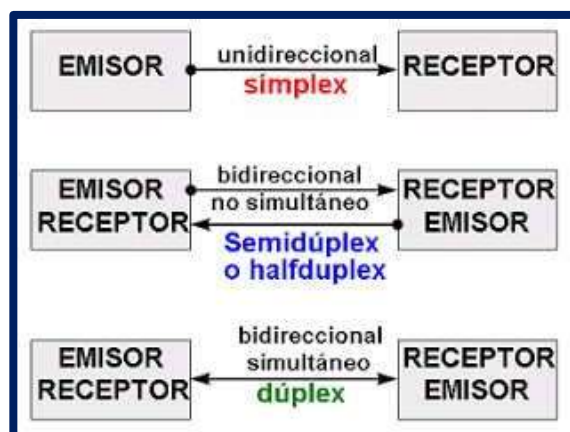 EMISOR
unidireccional
simplex
RECEPTOR
EMISOR
RECEPTOR
bidireccional
no simultáneo
Semidúplex
o halfduplex
RECEPTOR
EMISOR
EMISOR
RECEPTOR
bidireccional
simultáneo
dúplex
RECEPTOR
EMISOR